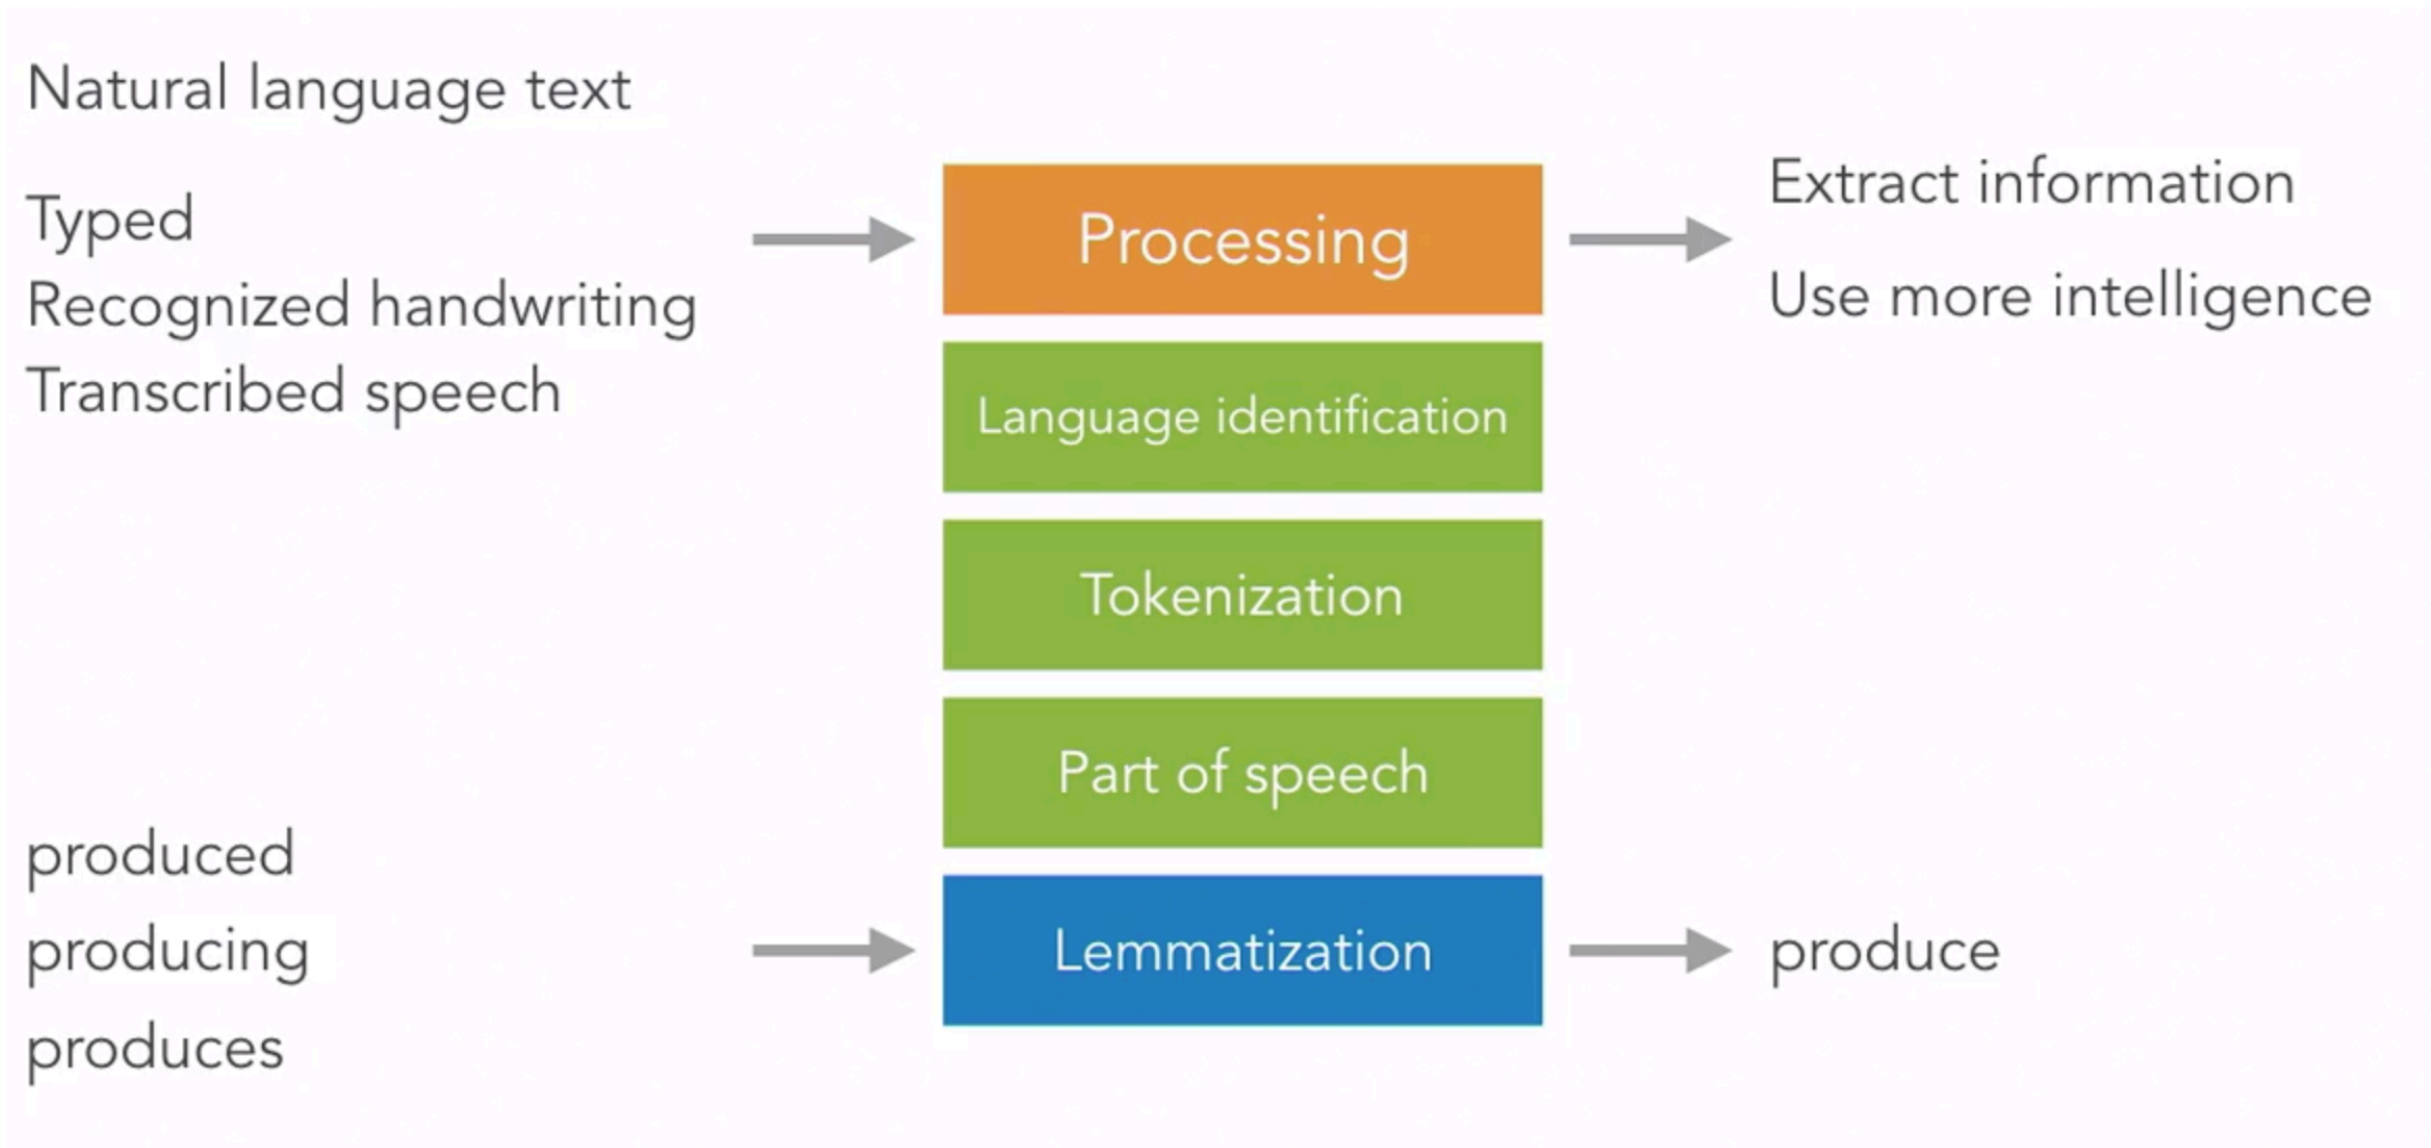 Natural language text
Typed
Recognized handwriting
Transcribed speech
Processing
Extract information
Use more intelligence
Language identification
Tokenization
Part of speech
produced
producing
produces
Lemmatization
produce